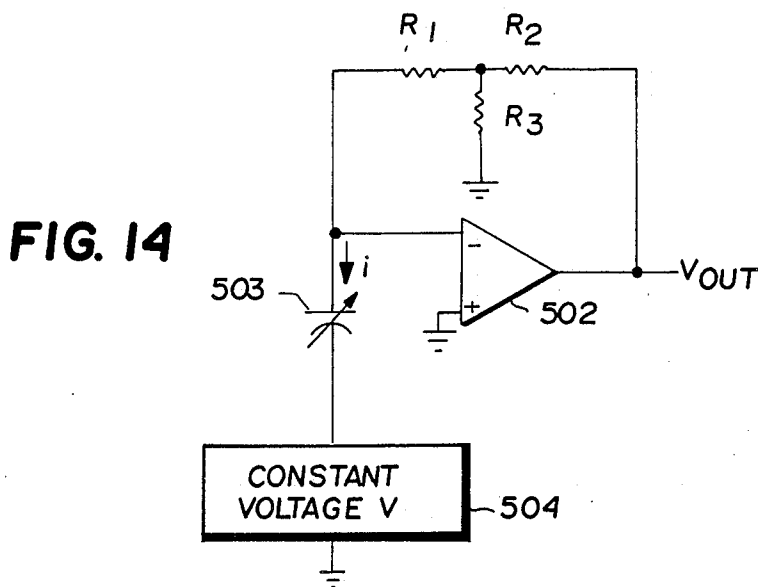 R1
R2
R3
FIG. 14
-
i
503
+
502
VOUT
CONSTANT
VOLTAGE V
504